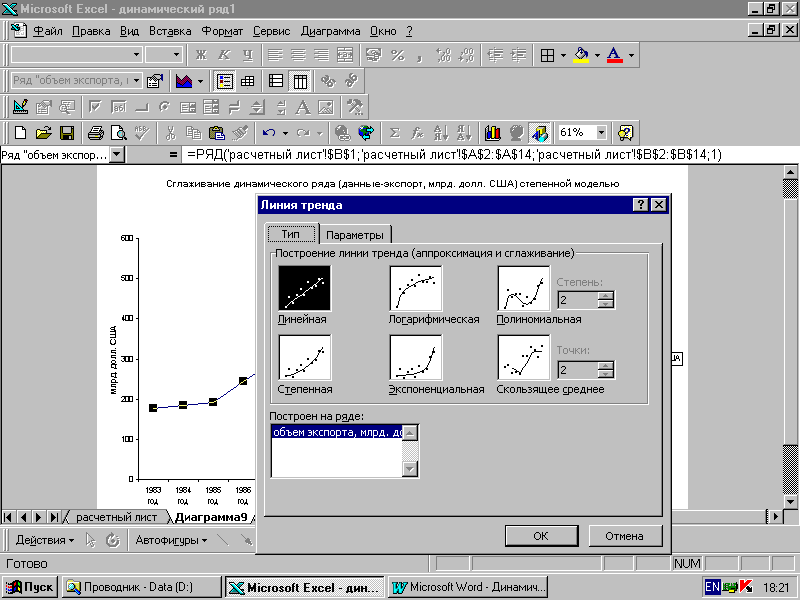 Microsoft Excel - динамический ряд1
Файл Правка Вид Вставка Формат Сервис Диаграмма Окно ?
Ряд "объем экспорта,
61%
Ряд "объем экспор... = =РЯД('расчетный лист'!$B$1;'расчетный лист'!$A$2:$A$14;'расчетный лист'!$B$2:$B$14;1)
Сглаживание динамического ряда (данные-экспорт, млрд. долл. США) степенной моделью
Линия тренда
Тип Параметры
Построение линии тренда (аппроксимация и сглаживание)
Степень:
2
Линейная Логарифмическая Полиномиальная
Точки:
2
Степенная Экспоненциальная Скользящее среднее
Построен на ряде:
объем экспорта, млрд. до
OK Отмена
600
500
400
300
200
100
0
млрд. долл. США
1983 год 1984 год 1985 год 1986 год
расчетный лист Диаграмма9
Действия Автофигуры
Готово NUM
Пуск Проводник - Data (D:) Microsoft Excel - дин... Microsoft Word - Динамич... EN 18:21